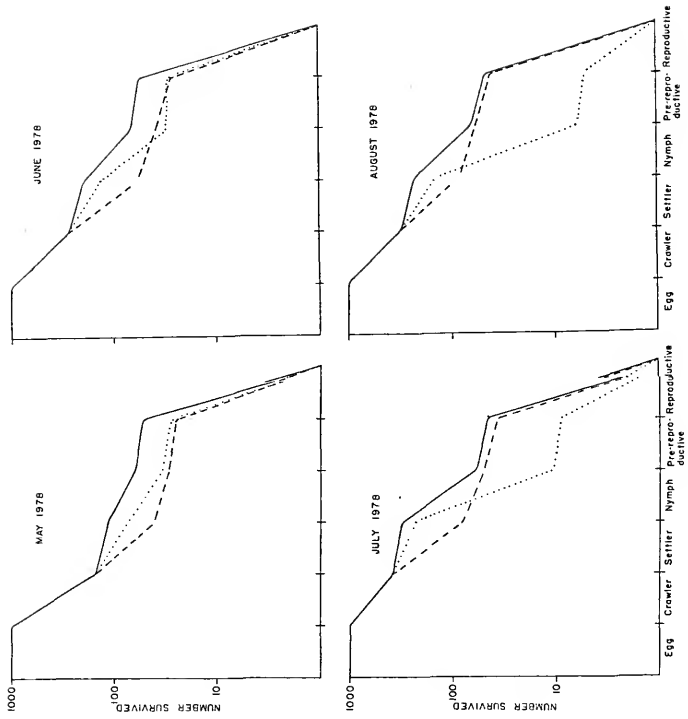 MAY 1978
JUNE 1978
1000
100
10
NUMBER SURVIVED
JULY 1978
AUGUST 1978
1000
100
10
NUMBER SURVIVED
Egg Crawler Settler Nymph Pre-repro- Reproductive
ductive
Egg Crawler Settler Nymph Pre-repro- Reproductive
ductive